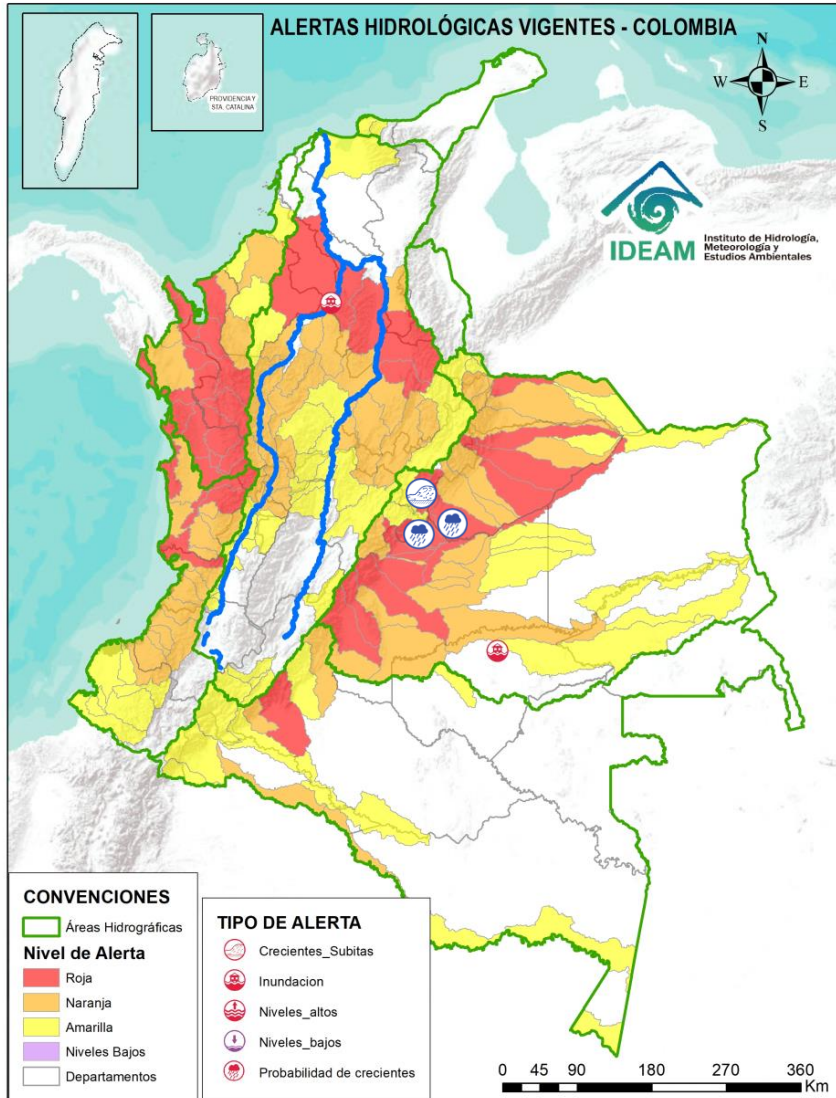 ALERTAS HIDROLÓGICAS VIGENTES - COLOMBIA
PROVIDENCIA Y
STA. CATALINA
N
W
E
S
IDEAM
Instituto de Hidrología,
Meteorología y
Estudios Ambientales
CONVENCIONES
Áreas Hidrográficas
Nivel de Alerta
Roja
Naranja
Amarilla
Niveles Bajos
Departamentos
TIPO DE ALERTA
Crecientes_Subitas
Inundacion
Niveles_altos
Niveles_bajos
Probabilidad de crecientes
0 45 90 180 270 360
Km